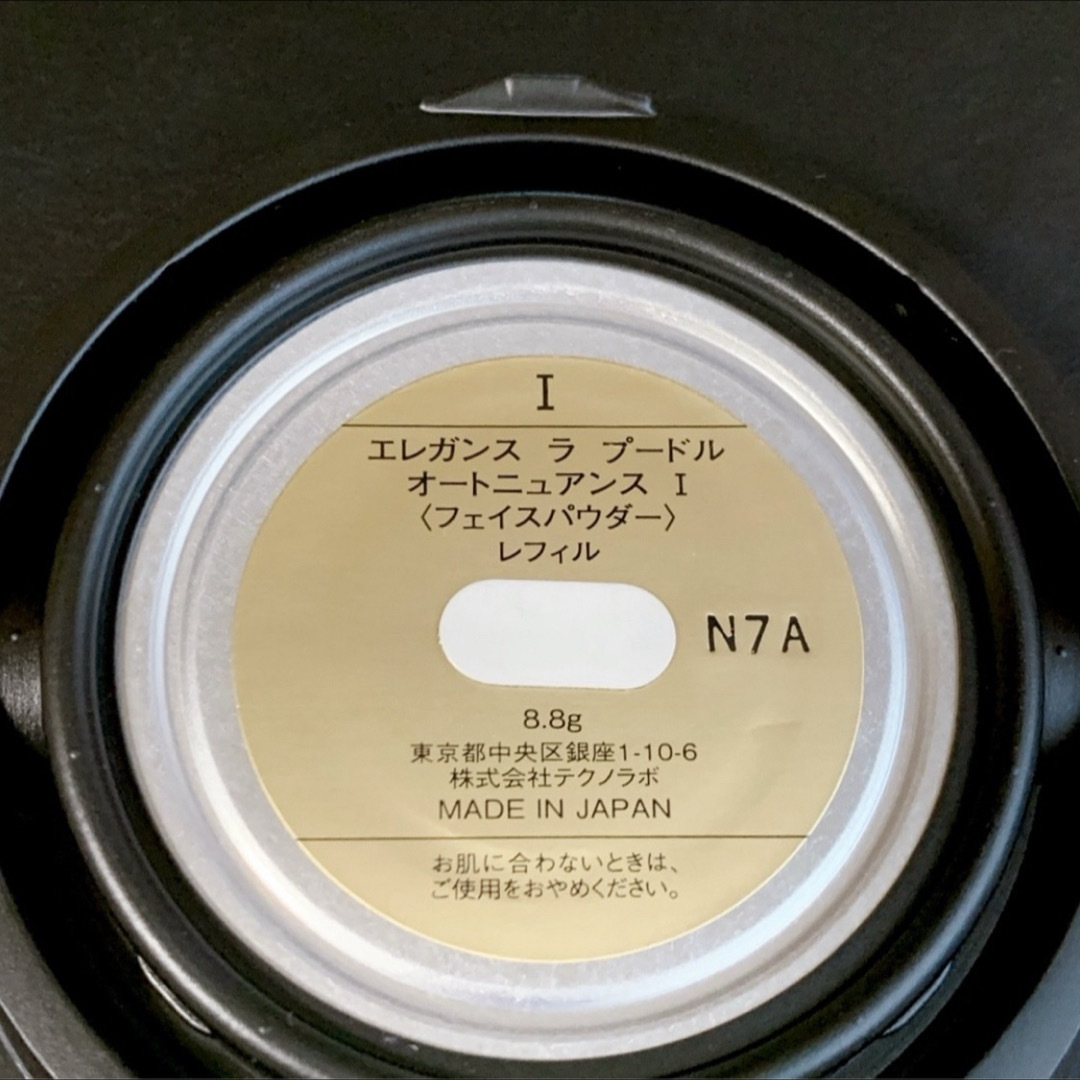 I
エレガンス ラ プードル
オートニュアンス I
〈フェイスパウダー〉
レフィル
N7A
8.8g
東京都中央区銀座1-10-6
株式会社テクノラボ
MADE IN JAPAN
お肌に合わないときは、
ご使用をおやめください。